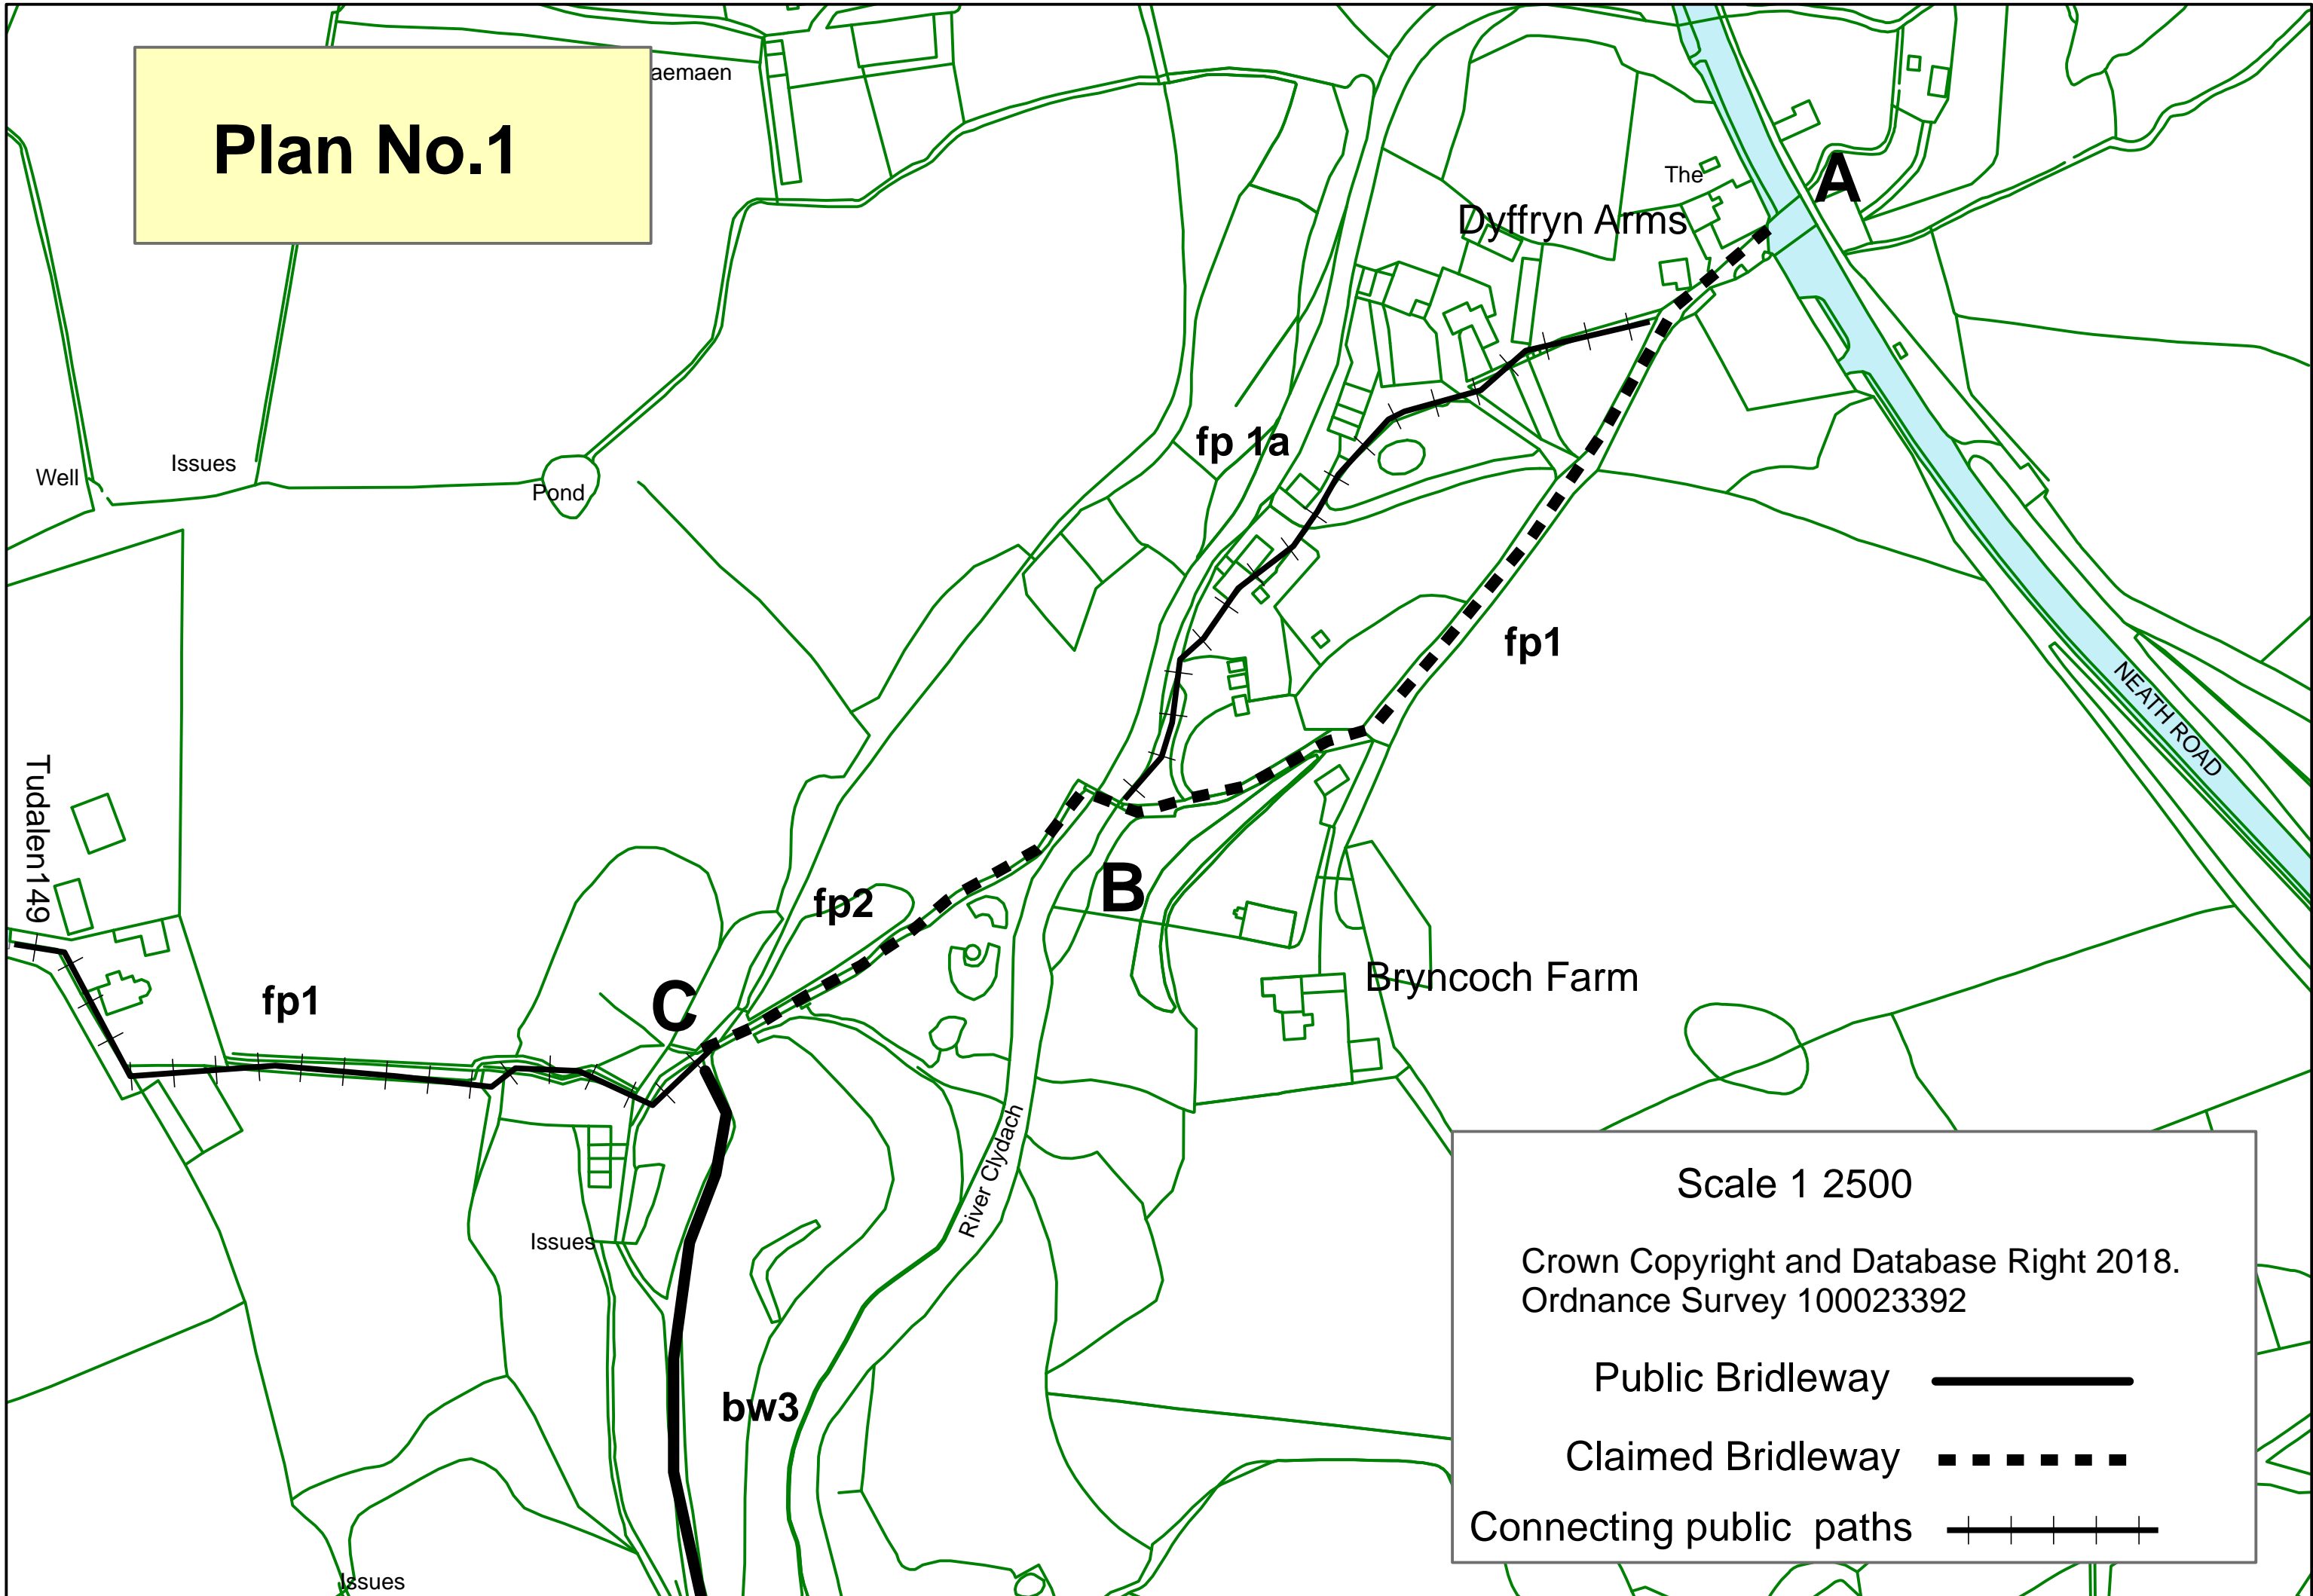 Plan No.1
aemaen
The
A
Dyffryn Arms
fp 1a
Well
Issues
Pond
fp1
NEATH ROAD
Tudalen149
fp2
B
Bryncoch Farm
C
fp1
River Clydach
Issues
bw3
Issues
Scale 1 2500
Crown Copyright and Database Right 2018.
Ordnance Survey 100023392
Public Bridleway
Claimed Bridleway
Connecting public paths